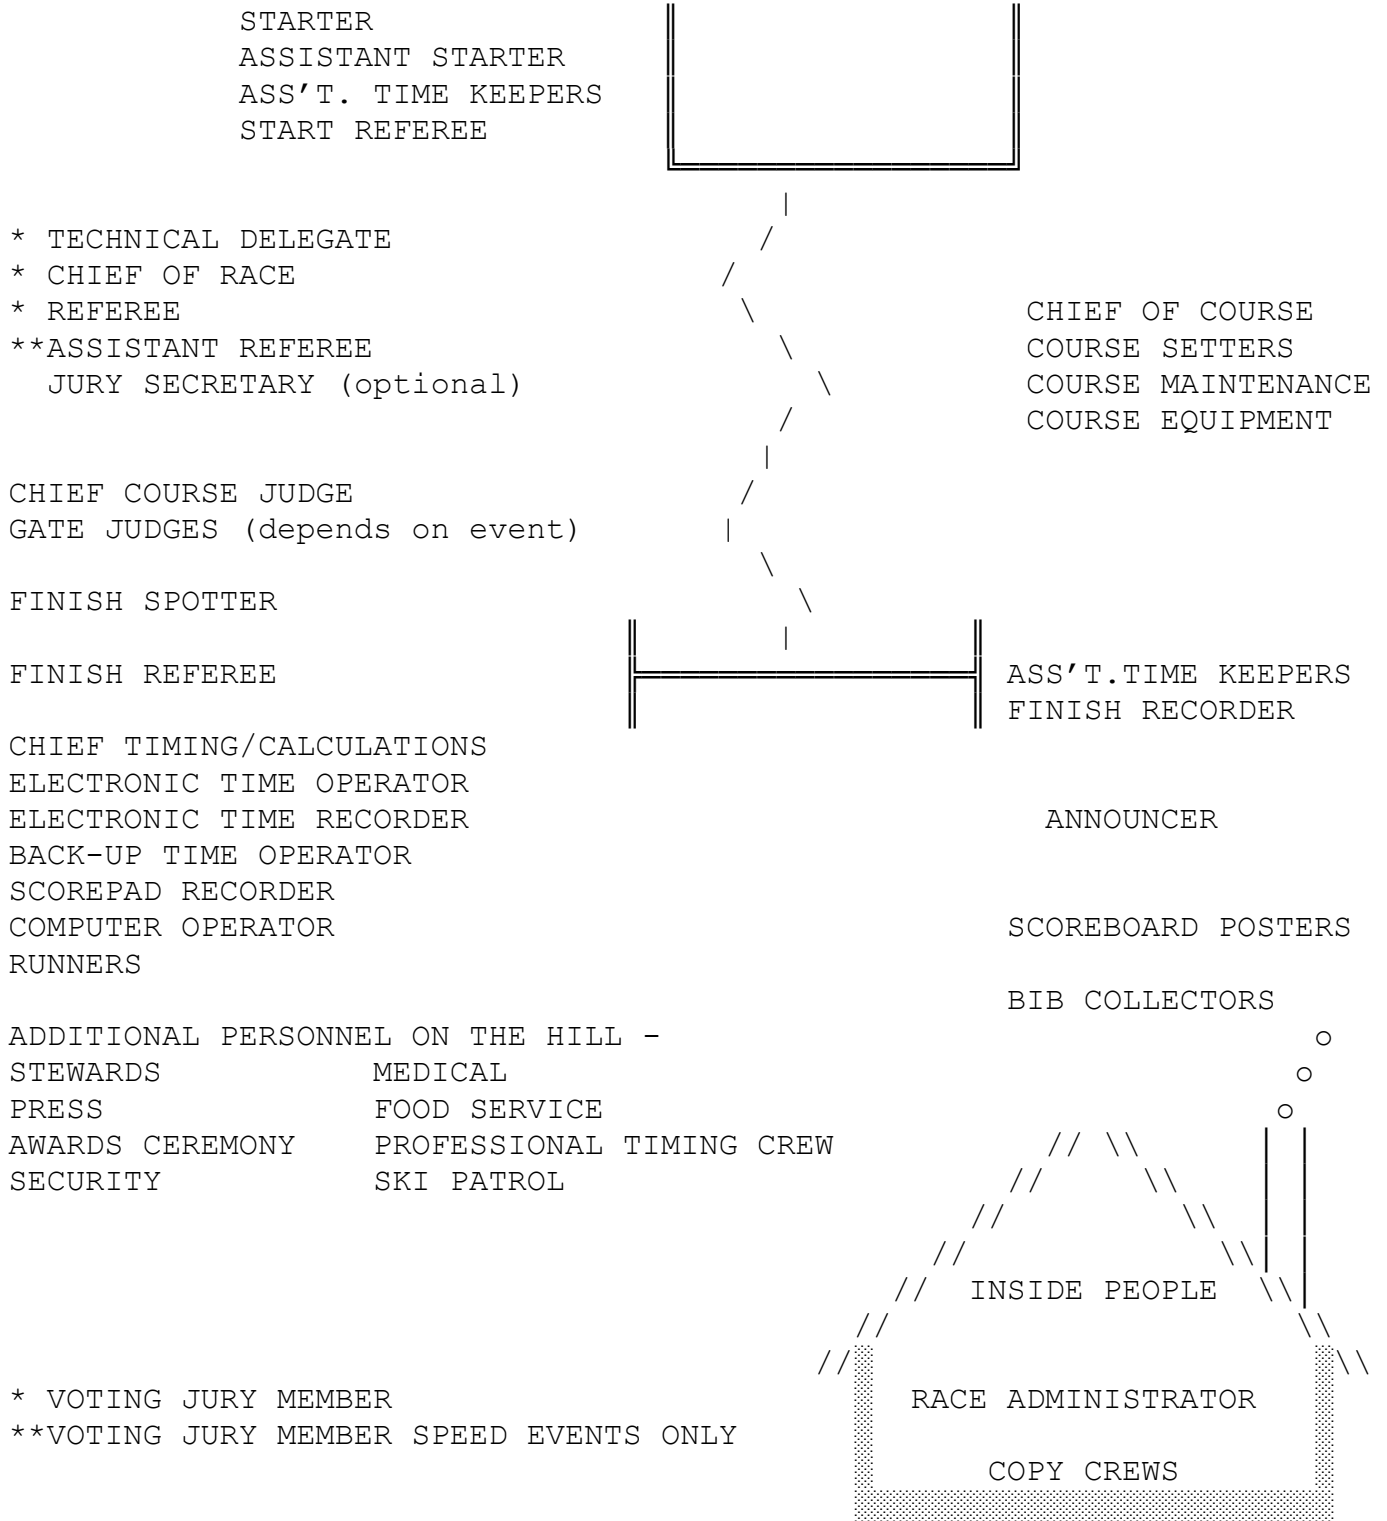 STARTER
ASSISTANT STARTER
ASS'T. TIME KEEPERS
START REFEREE
* TECHNICAL DELEGATE
* CHIEF OF RACE
* REFEREE
**ASSISTANT REFEREE
JURY SECRETARY (optional)
CHIEF OF COURSE
COURSE SETTERS
COURSE MAINTENANCE
COURSE EQUIPMENT
CHIEF COURSE JUDGE
GATE JUDGES (depends on event)
FINISH SPOTTER
FINISH REFEREE
ASS'T.TIME KEEPERS
FINISH RECORDER
CHIEF TIMING/CALCULATIONS
ELECTRONIC TIME OPERATOR
ELECTRONIC TIME RECORDER
BACK-UP TIME OPERATOR
SCOREPAD RECORDER
COMPUTER OPERATOR
RUNNERS
ANNOUNCER
SCOREBOARD POSTERS
BIB COLLECTORS
ADDITIONAL PERSONNEL ON THE HILL -
STEWARDS MEDICAL
PRESS FOOD SERVICE
AWARDS CEREMONY PROFESSIONAL TIMING CREW
SECURITY SKI PATROL
INSIDE PEOPLE
RACE ADMINISTRATOR
COPY CREWS
* VOTING JURY MEMBER
**VOTING JURY MEMBER SPEED EVENTS ONLY